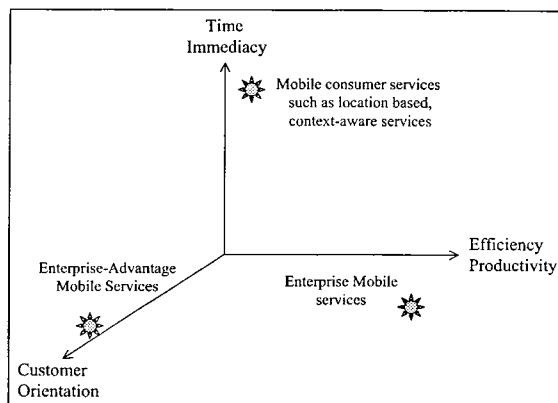 Time
Immediacy
Mobile consumer services
such as location based,
context-aware services
Efficiency
Productivity
Enterprise-Advantage
Mobile Services
Enterprise Mobile
services
Customer
Orientation